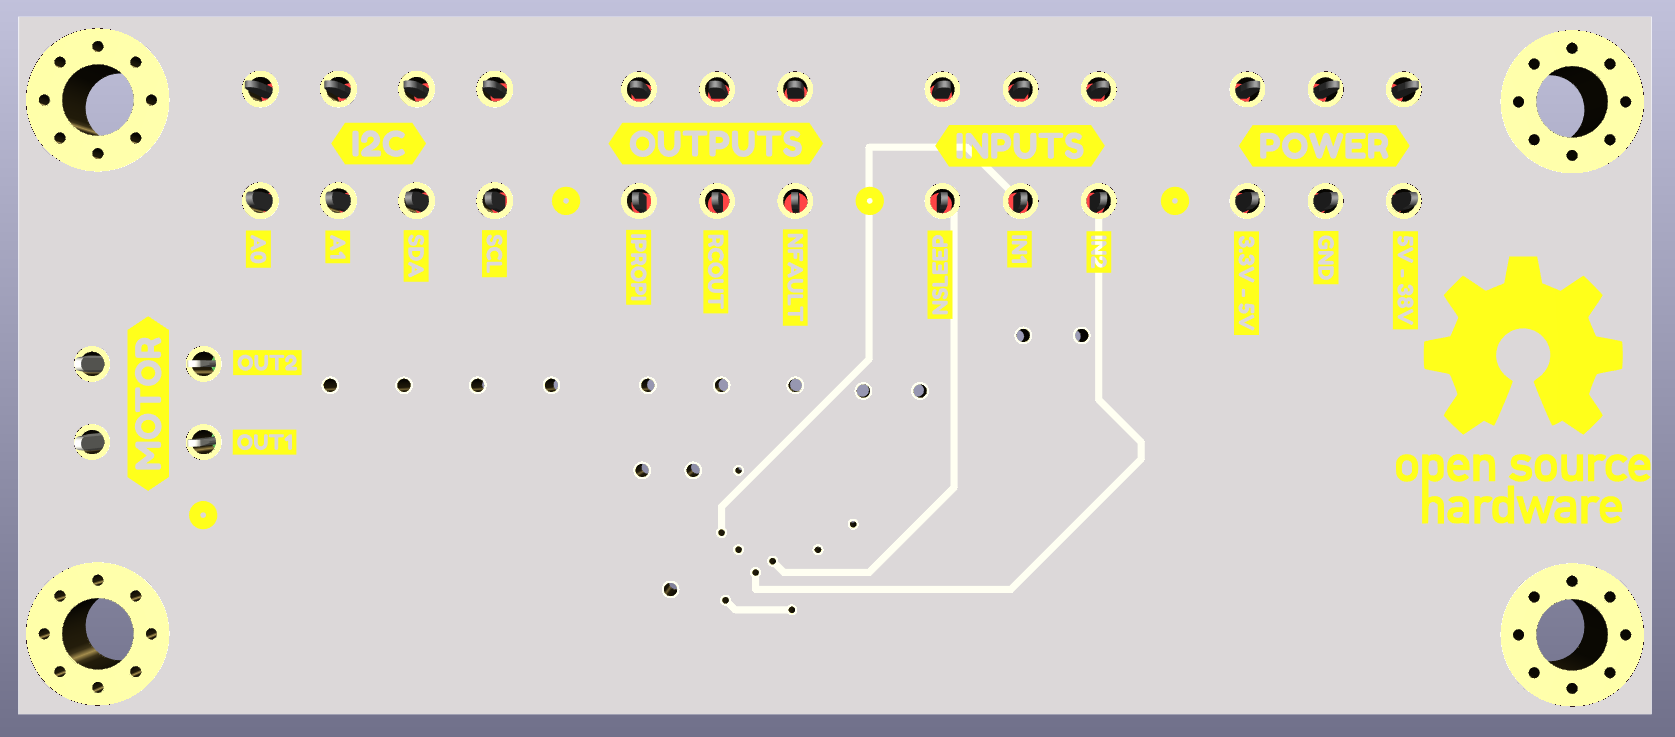 I2C
OUTPUTS
INPUTS
POWER
A0
A1
SDA
SCL
IPROPI
RCOUT
NFAULT
NSLEEP
IN1
IN2
3.3V - 5V
GND
5V - 38V
MOTOR
OUT2
OUT1
open source
hardware